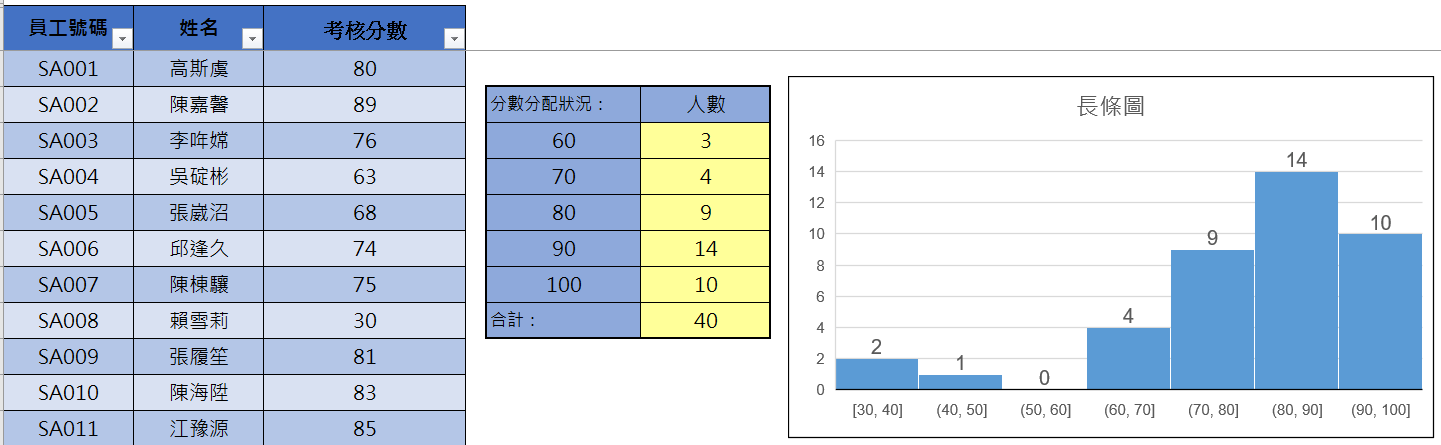 員工號碼 姓名 考核分數
SA001 高斯虞 80
SA002 陳嘉馨 89
SA003 李哖嫦 76
SA004 吳碇彬 63
SA005 張崴沼 68
SA006 邱逢久 74
SA007 陳棟驤 75
SA008 賴雪莉 30
SA009 張履笙 81
SA010 陳海陞 83
SA011 江豫源 85
分數分配狀況： 人數
60 3
70 4
80 9
90 14
100 10
合計： 40
長條圖
16
14
12
10
8
6
4
2
0
2 1 0 4 9 14 10
[30, 40] (40, 50] (50, 60] (60, 70] (70, 80] (80, 90] (90, 100]